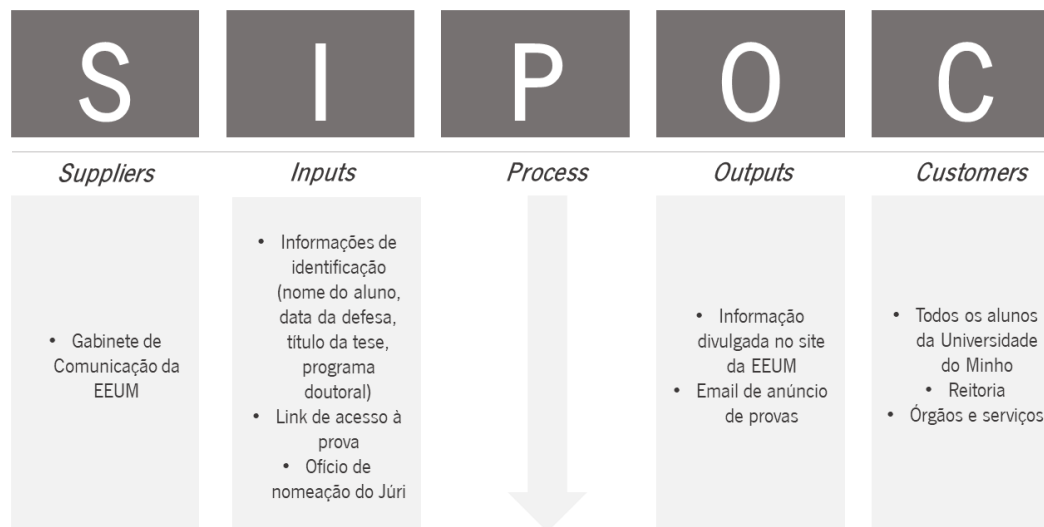 S
I
P
O
C
Suppliers
Inputs
Process
Outputs
Customers
• Gabinete de
Comunicação da
EEUM
• Informações de
identificação
(nome do aluno,
data da defesa,
título da tese,
programa
doutoral)
• Link de acesso à
prova
• Ofício de
nomeação do Júri
• Informação
divulgada no site
da EEUM
• Email de anúncio
de provas
• Todos os alunos
da Universidade
do Minho
• Reitoria
• Órgãos e serviços